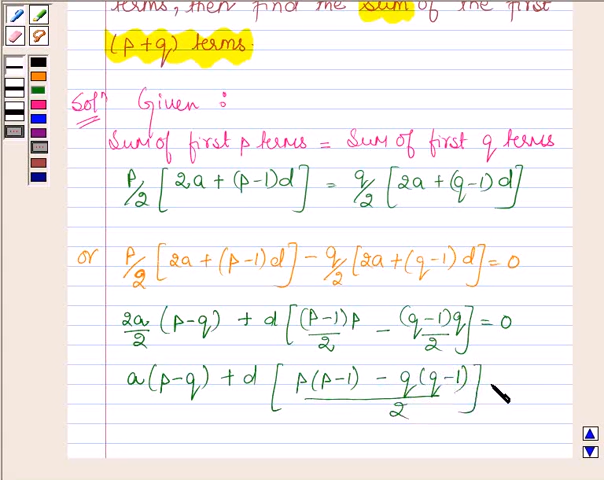 terms, then find the sum of the first
(p+q) terms.
Solⁿ Given :
Sum of first p terms = Sum of first q terms
p/2 [2a + (p-1)d] = q/2 [2a + (q-1)d]
or p/2 [2a + (p-1)d] - q/2 [2a + (q-1)d] = 0
2a/2 (p-q) + d [(p-1)p/2 - (q-1)q/2] = 0
a(p-q) + d [p(p-1) - q(q-1)/2]